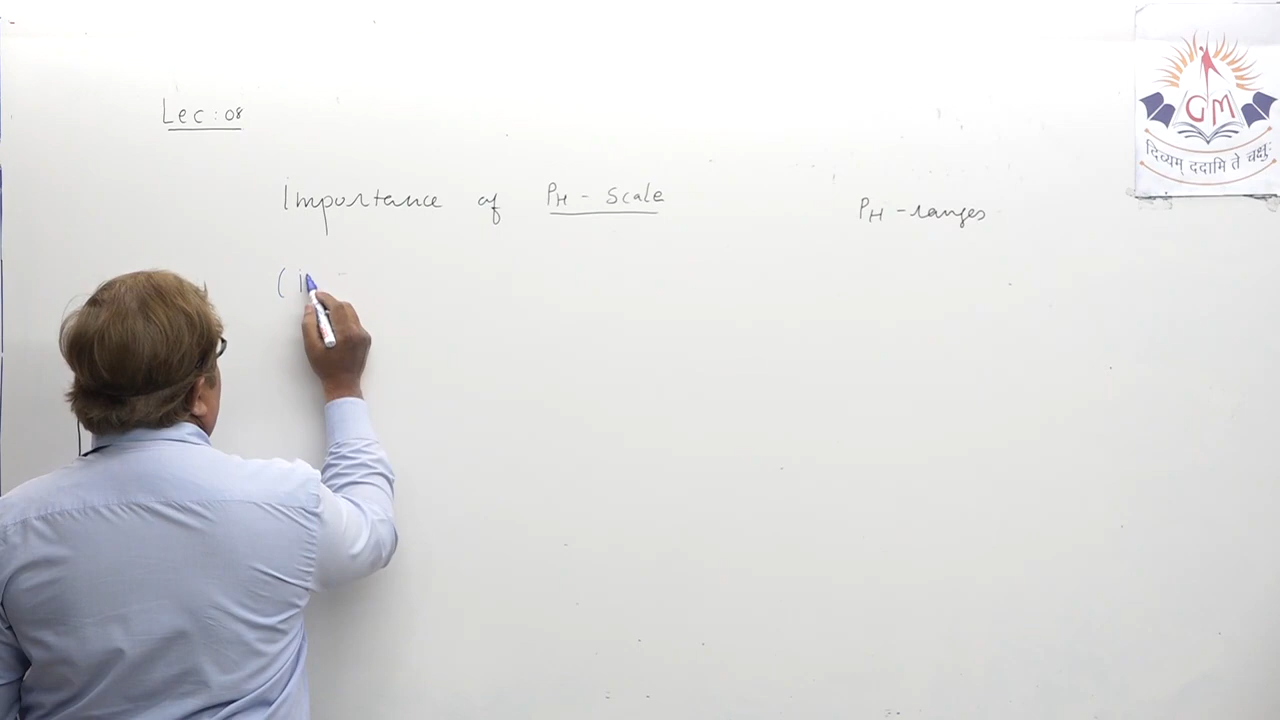 Lec : 08
Importance of PH - Scale
PH - ranges
(i
GM
दिव्यम् ददामि ते चक्षुः